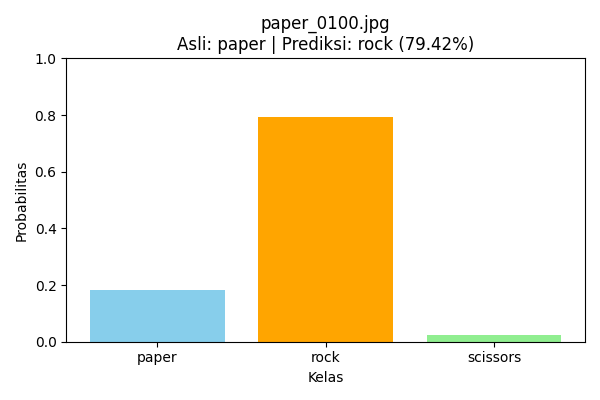 paper_0100.jpg
Asli: paper | Prediksi: rock (79.42%)
1.0
0.8
0.6
0.4
0.2
0.0
Probabilitas
paper rock scissors
Kelas